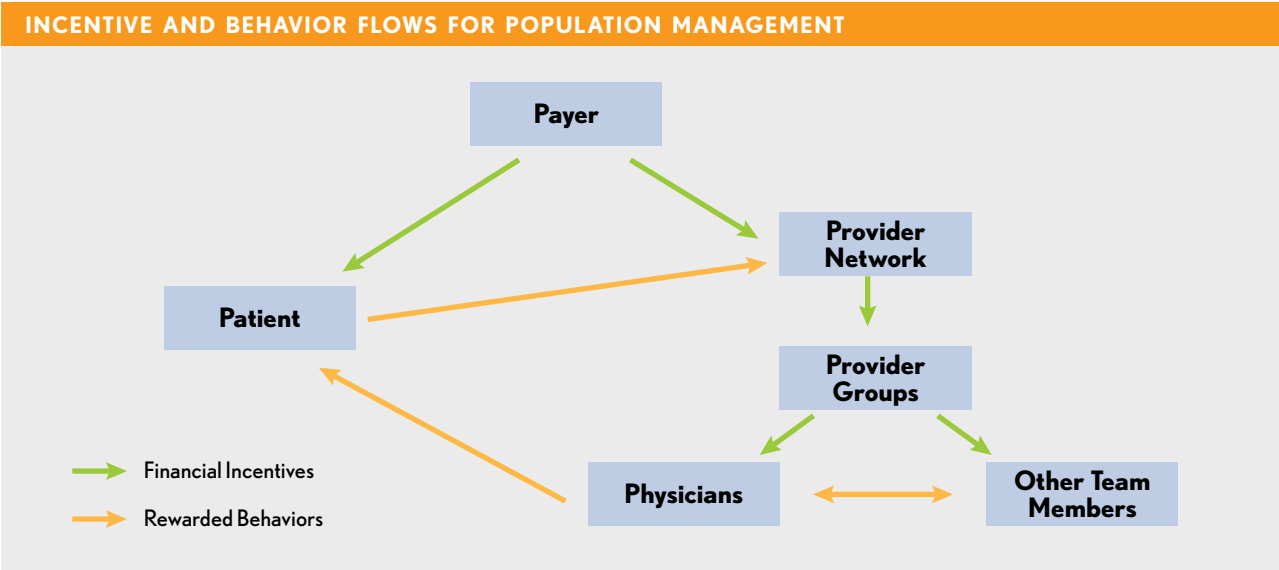 INCENTIVE AND BEHAVIOR FLOWS FOR POPULATION MANAGEMENT
Payer
Provider
Network
Patient
Provider
Groups
Financial Incentives
Physicians
Other Team
Members
Rewarded Behaviors